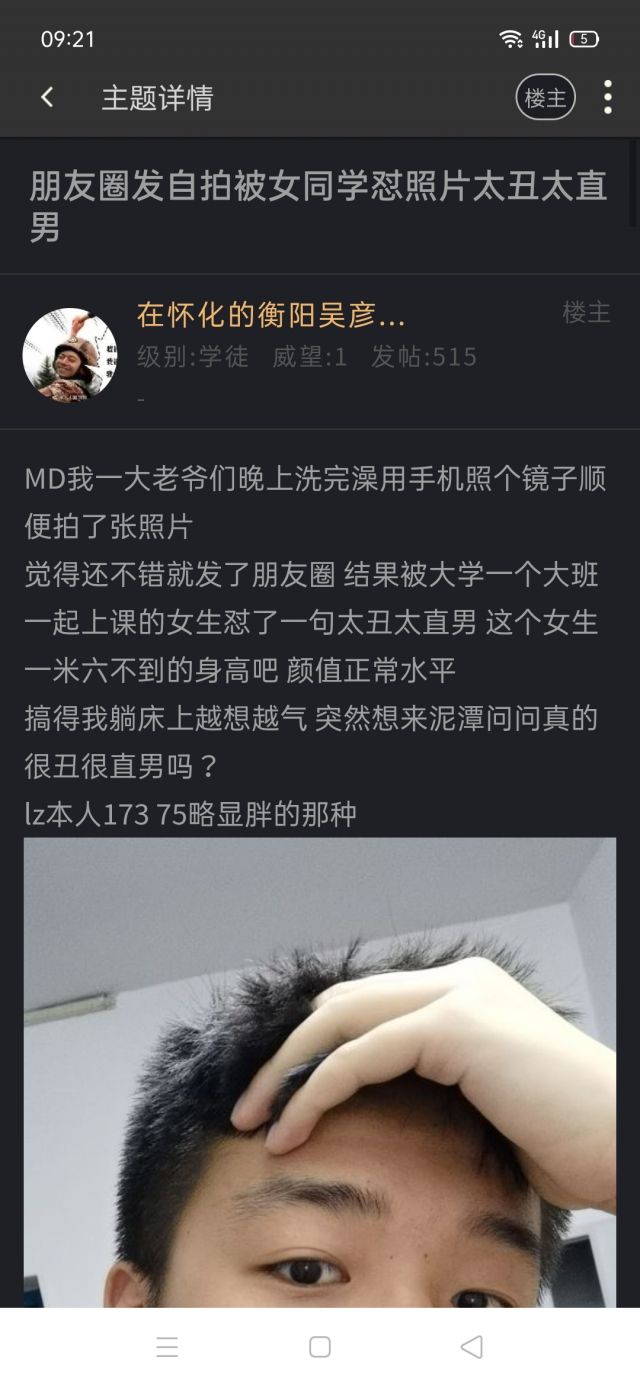 09:21
4G
5
主题详情
楼主
朋友圈发自拍被女同学怼照片太丑太直
男
在怀化的衡阳吴彦...
楼主
级别:学徒 威望:1 发帖:515
-
MD我一大老爷们晚上洗完澡用手机照个镜子顺
便拍了张照片
觉得还不错就发了朋友圈 结果被大学一个大班
一起上课的女生怼了一句太丑太直男 这个女生
一米六不到的身高吧 颜值正常水平
搞得我躺床上越想越气 突然想来泥潭问问真的
很丑很直男吗？
lz本人173 75略显胖的那种